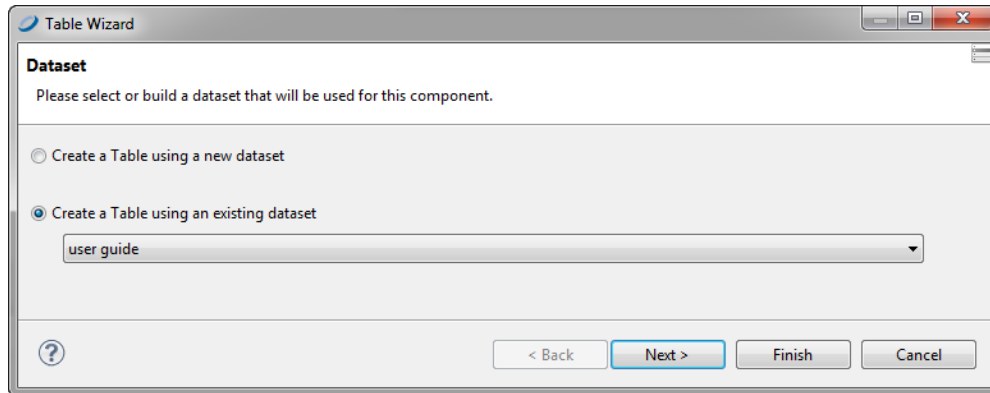 Table Wizard
Dataset
Please select or build a dataset that will be used for this component.
Create a Table using a new dataset
Create a Table using an existing dataset
user guide
? < Back Next > Finish Cancel